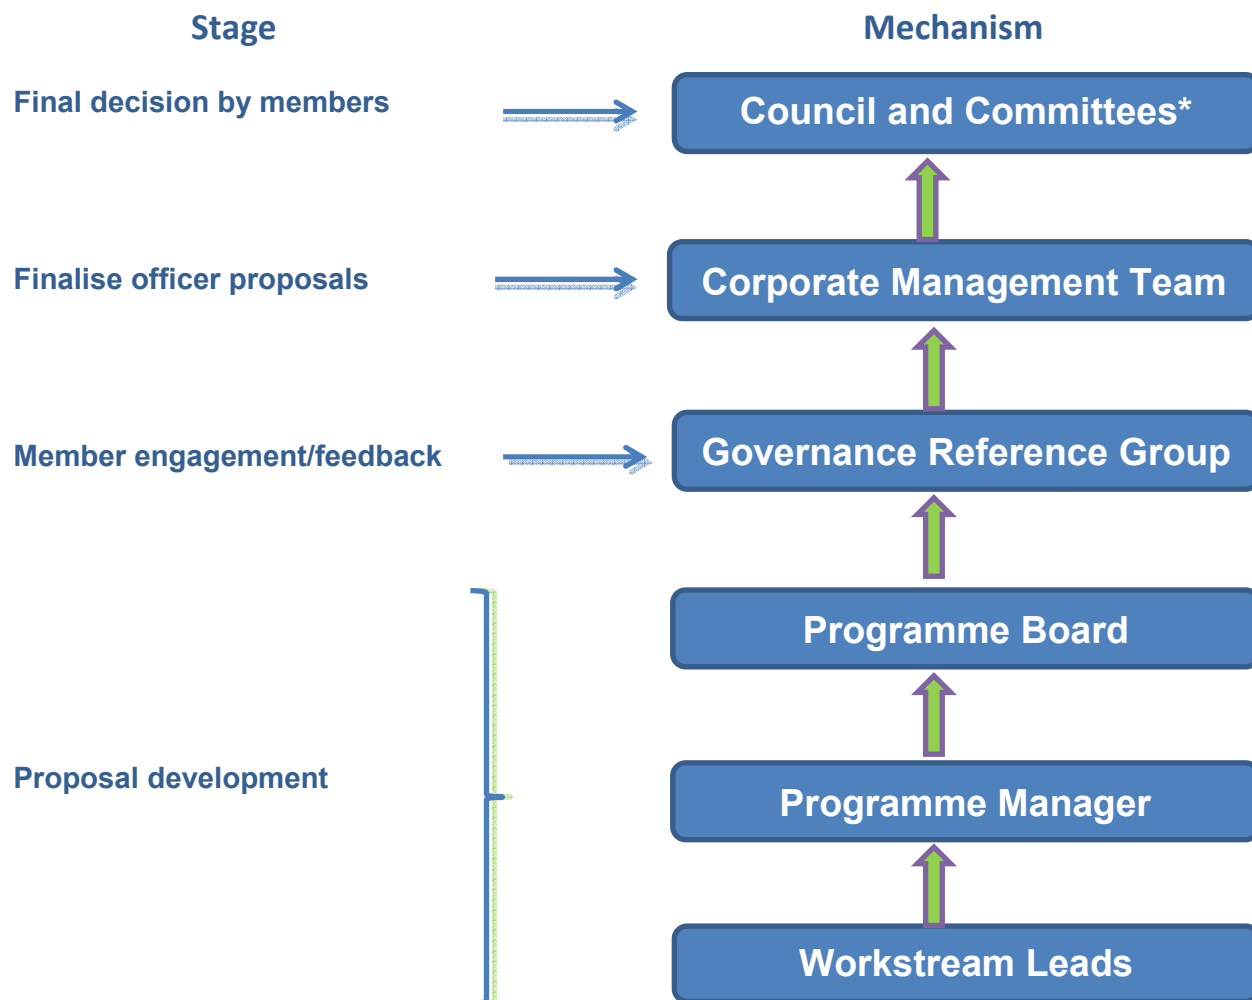 Stage
Mechanism
Final decision by members
Council and Committees*
Finalise officer proposals
Corporate Management Team
Member engagement/feedback
Governance Reference Group
Programme Board
Proposal development
Programme Manager
Workstream Leads